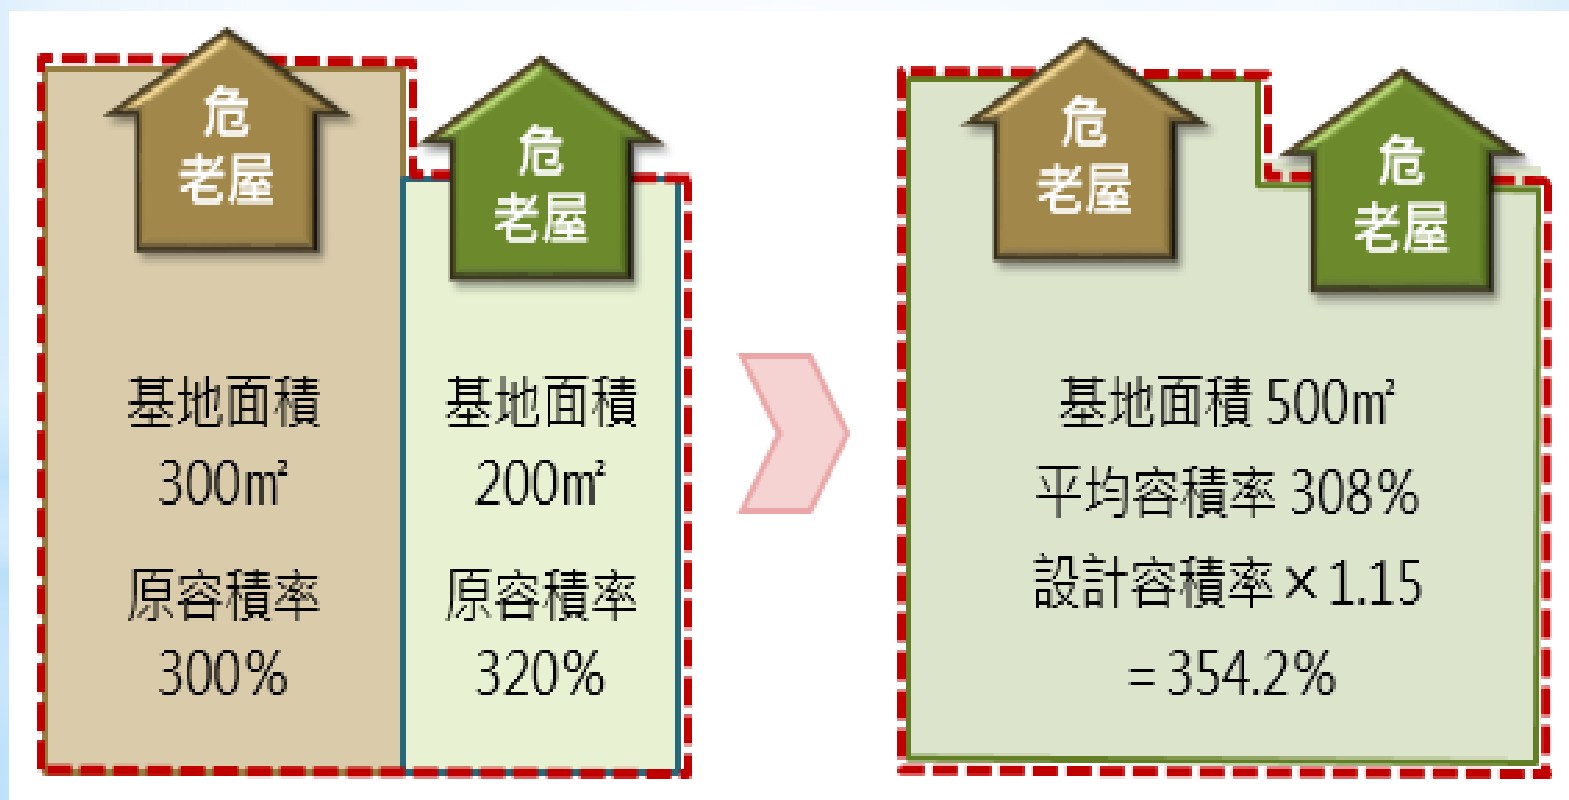 危
老屋
基地面積
300㎡
原容積率
300%
危
老屋
基地面積
200㎡
原容積率
320%
危
老屋
危
老屋
基地面積 500㎡
平均容積率 308%
設計容積率×1.15
= 354.2%